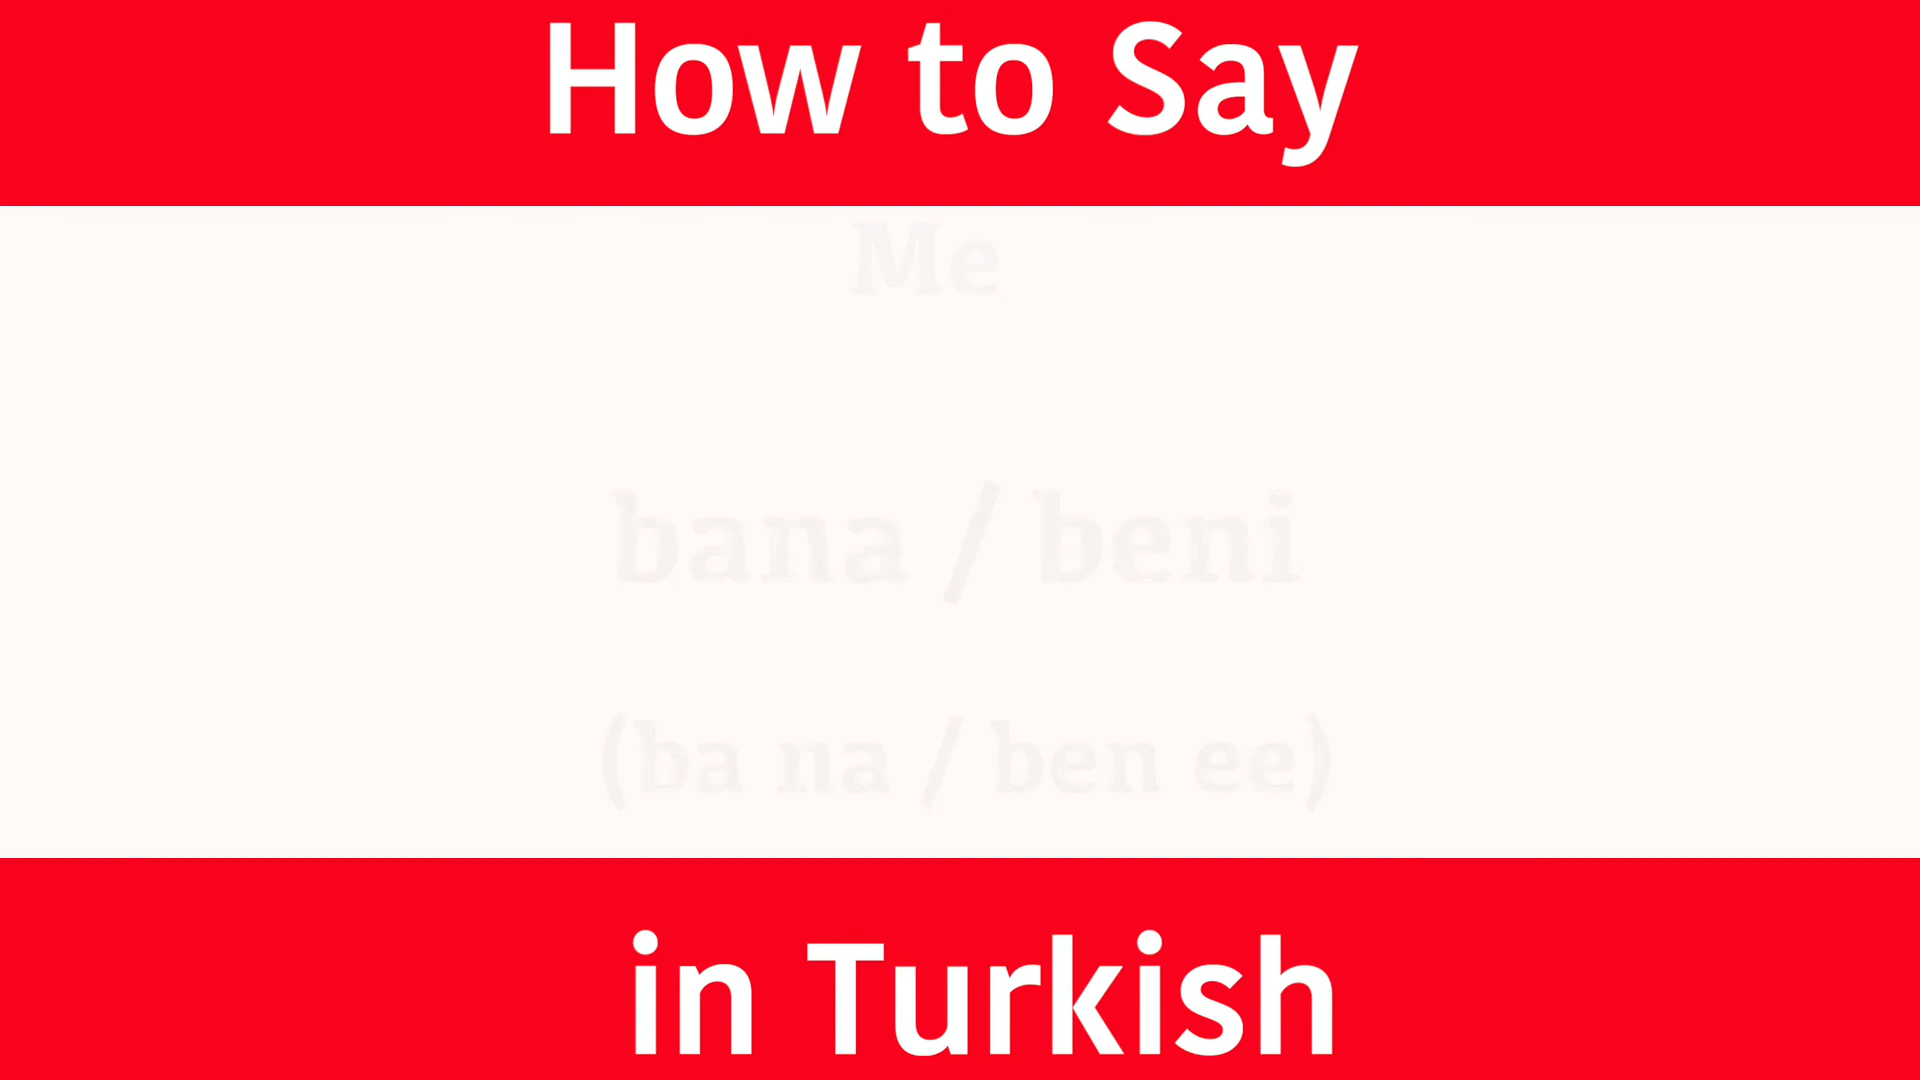 How to Say
Me
bana / beni
(ba na / ben ee)
in Turkish